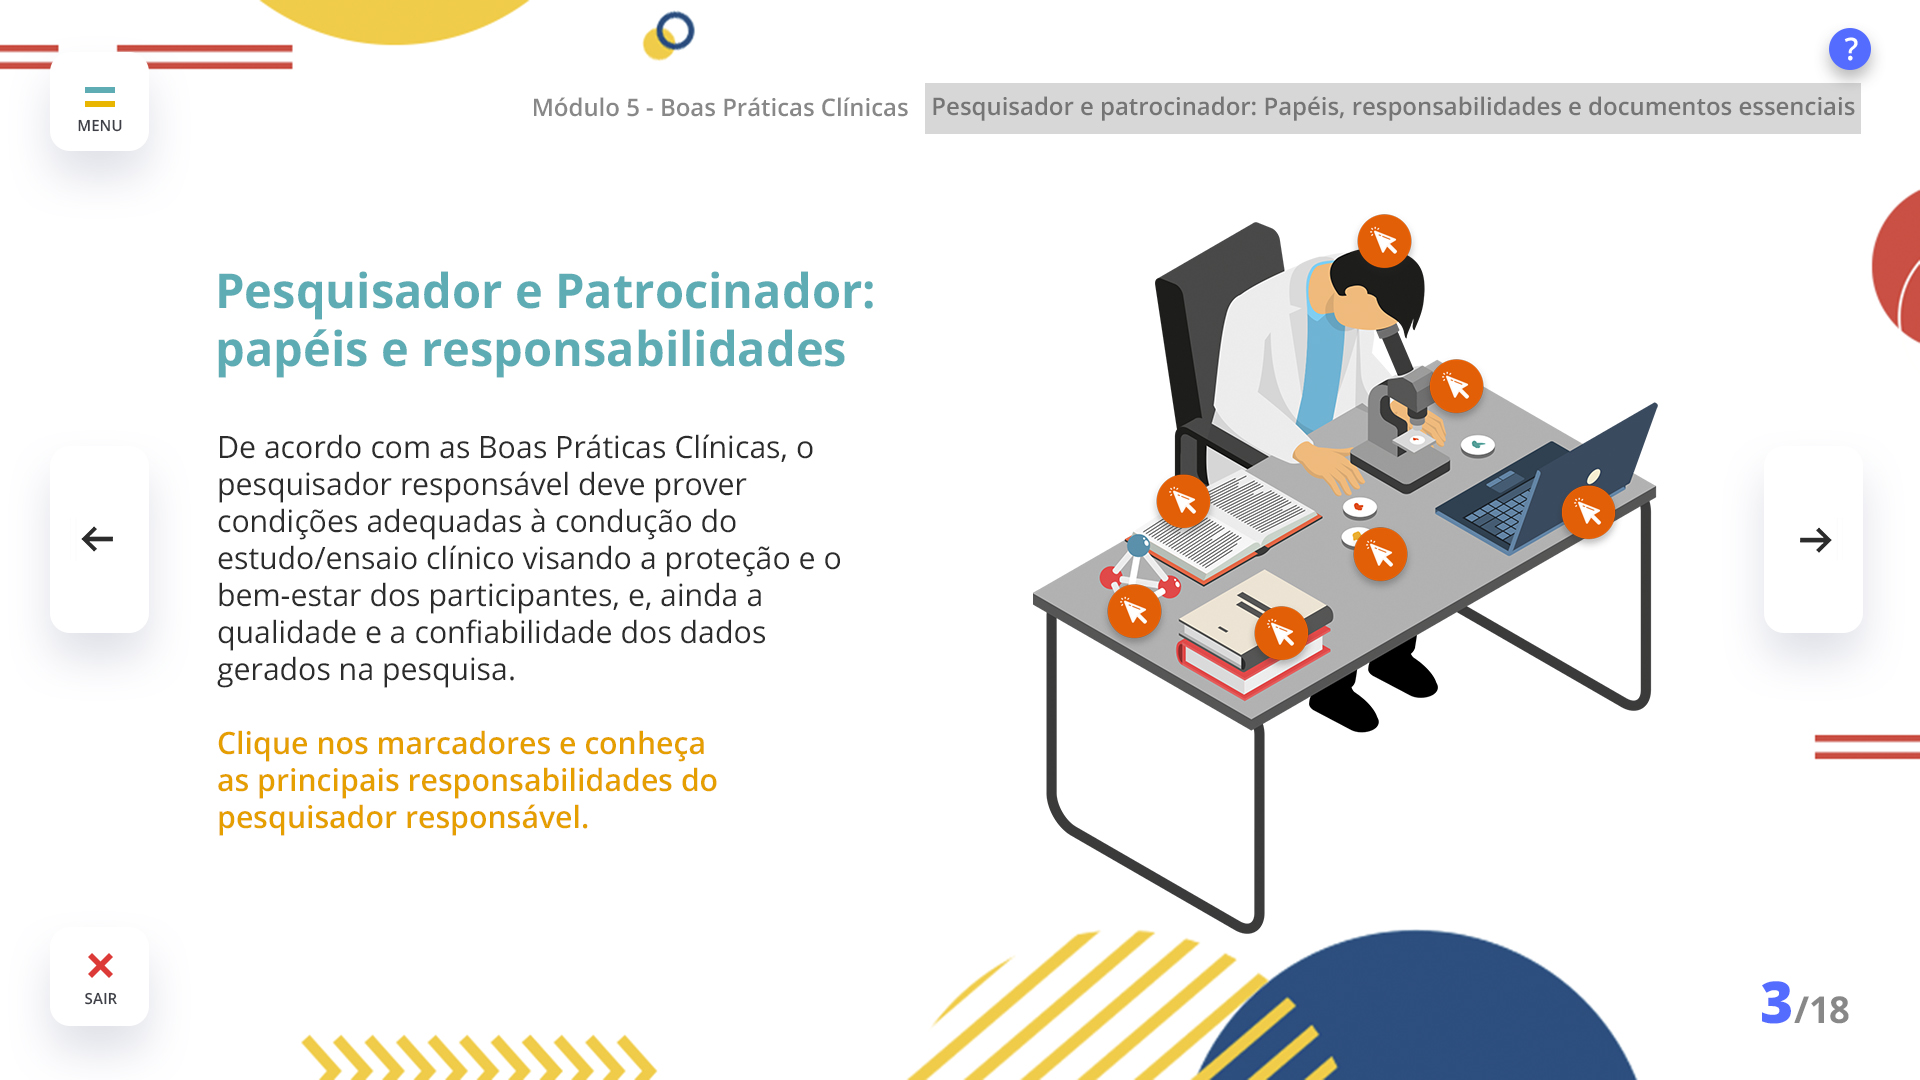 ?
MENU
Módulo 5 - Boas Práticas Clínicas
Pesquisador e patrocinador: Papéis, responsabilidades e documentos essenciais
Pesquisador e Patrocinador:
papéis e responsabilidades
De acordo com as Boas Práticas Clínicas, o
pesquisador responsável deve prover
condições adequadas à condução do
estudo/ensaio clínico visando a proteção e o
bem-estar dos participantes, e, ainda a
qualidade e a confiabilidade dos dados
gerados na pesquisa.
Clique nos marcadores e conheça
as principais responsabilidades do
pesquisador responsável.
SAIR
3/18